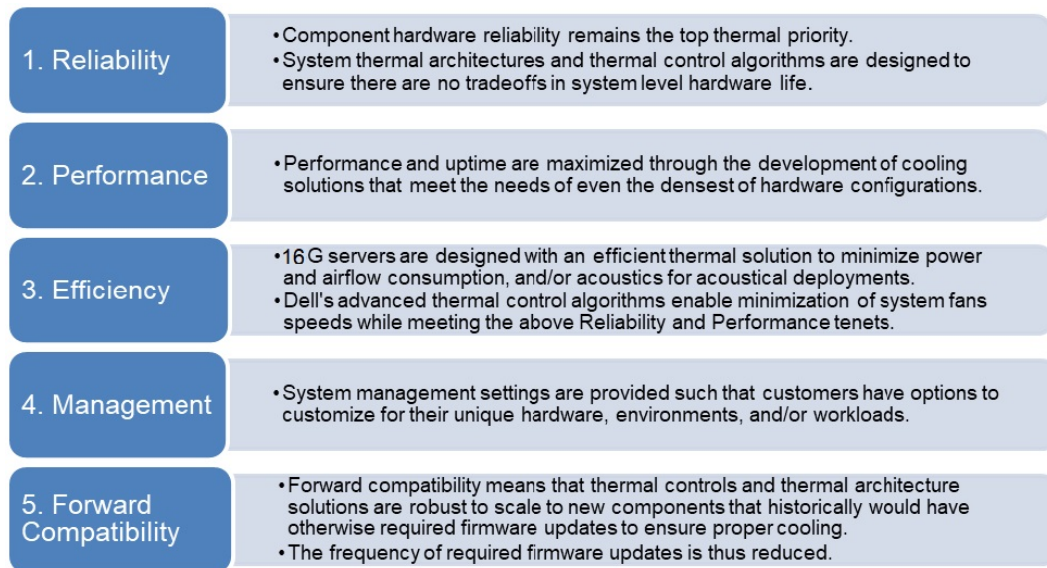 1. Reliability
•Component hardware reliability remains the top thermal priority.
•System thermal architectures and thermal control algorithms are designed to
ensure there are no tradeoffs in system level hardware life.
2. Performance
•Performance and uptime are maximized through the development of cooling
solutions that meet the needs of even the densest of hardware configurations.
3. Efficiency
•16G servers are designed with an efficient thermal solution to minimize power
and airflow consumption, and/or acoustics for acoustical deployments.
•Dell's advanced thermal control algorithms enable minimization of system fans
speeds while meeting the above Reliability and Performance tenets.
4. Management
•System management settings are provided such that customers have options to
customize for their unique hardware, environments, and/or workloads.
5. Forward
Compatibility
•Forward compatibility means that thermal controls and thermal architecture
solutions are robust to scale to new components that historically would have
otherwise required firmware updates to ensure proper cooling.
•The frequency of required firmware updates is thus reduced.